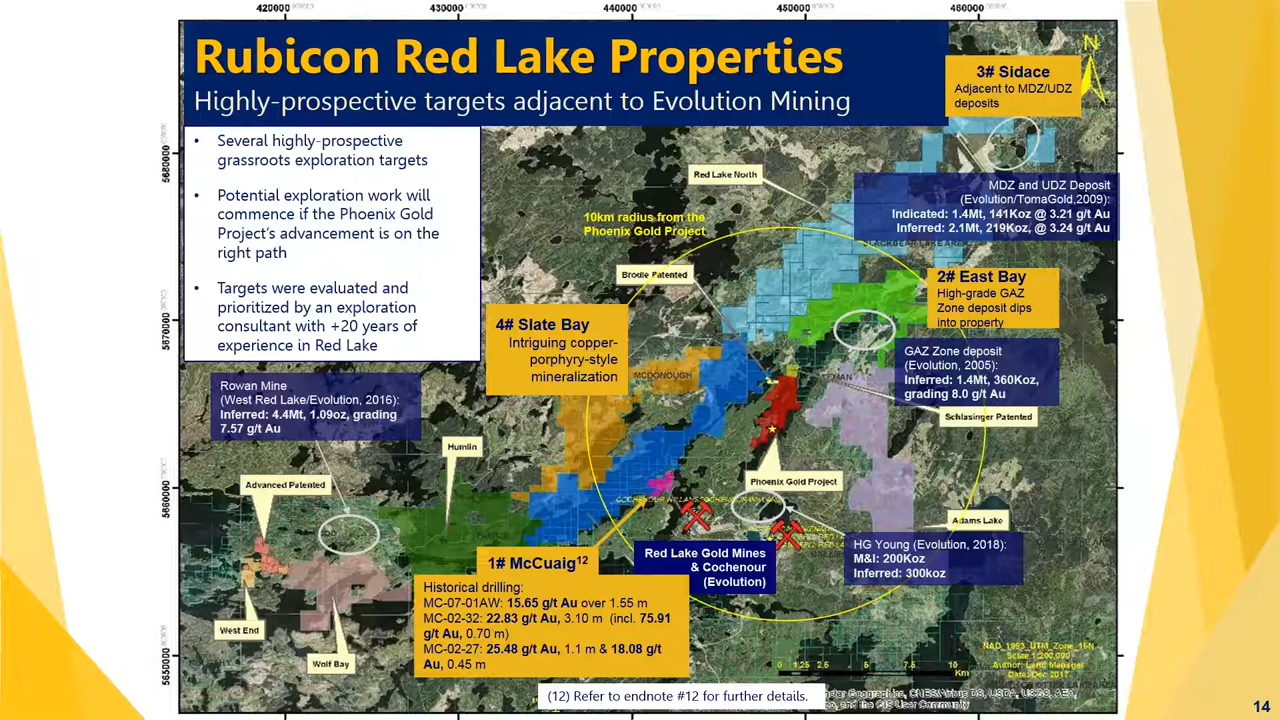 420000
430000
440000
450000
460000
Rubicon Red Lake Properties
Highly-prospective targets adjacent to Evolution Mining
N
3# Sidace
Adjacent to MDZ/UDZ
deposits
• Several highly-prospective
grassroots exploration targets
• Potential exploration work will
commence if the Phoenix Gold
Project's advancement is on the
right path
• Targets were evaluated and
prioritized by an exploration
consultant with +20 years of
experience in Red Lake
5680000
5670000
5660000
5650000
Red Lake North
MDZ and UDZ Deposit
(Evolution/TomaGold,2009):
Indicated: 1.4Mt, 141Koz @ 3.21 g/t Au
Inferred: 2.1Mt, 219Koz, @ 3.24 g/t Au
10km radius from the
Phoenix Gold Project
Brodie Patented
2# East Bay
High-grade GAZ
Zone deposit dips
into property
4# Slate Bay
Intriguing copper-
porphyry-style
mineralization
MCDONOUGH
GAZ Zone deposit
(Evolution, 2005):
Inferred: 1.4Mt, 360Koz,
grading 8.0 g/t Au
Rowan Mine
(West Red Lake/Evolution, 2016):
Inferred: 4.4Mt, 1.09oz, grading
7.57 g/t Au
Schlasinger Patented
Humlin
Advanced Patented
Phoenix Gold Project
Adams Lake
HG Young (Evolution, 2018):
M&I: 200Koz
Inferred: 300koz
Red Lake Gold Mines
& Cochenour
(Evolution)
1# McCuaig12
Historical drilling:
MC-07-01AW: 15.65 g/t Au over 1.55 m
MC-02-32: 22.83 g/t Au, 3.10 m (incl. 75.91
g/t Au, 0.70 m)
MC-02-27: 25.48 g/t Au, 1.1 m & 18.08 g/t
Au, 0.45 m
West End
Wolf Bay
NAD_1993_UTM_Zone_15N
Scale 1:200,000
Author: Land Manager
Date: Dec 2017
0 1.25 2.5 5 7.5 10
Km
(12) Refer to endnote #12 for further details.
and the GIS User Community
420000
430000
440000
450000
460000
14